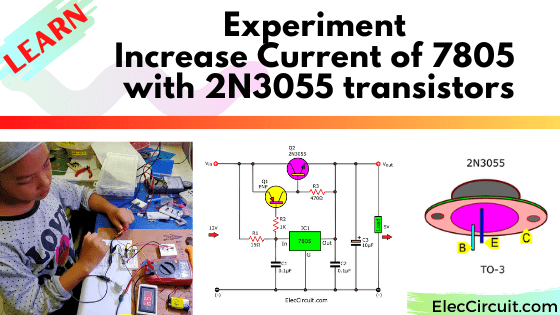 LEARN
Experiment
Increase Current of 7805
with 2N3055 transistors
Q2
2N3055
Vin
Vout
Q1
PNP
R3
470Ω
R2
1K
12V
R1
15Ω
IC1
In
7805
Out
C3
10µF
5V
C1
0.1µF
C2
0.1µF
(-)
(-)
ElecCircuit.com
2N3055
B
E
C
TO-3
ElecCircuit.com